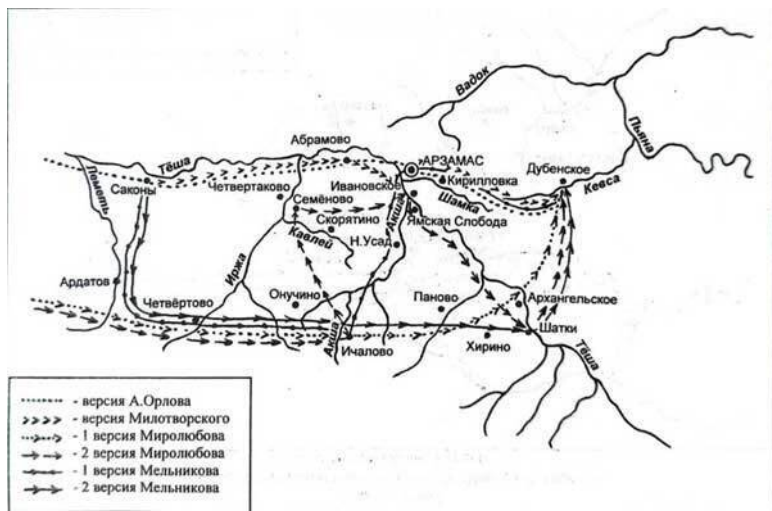 Вадок
Пьяна
Абрамово
Тёша
АРЗАМАС
Дубенское
Леметь
Саконы
Четвертаково
Ивановское
Кирилловка
Кевса
Семёново
Шамка
Акша
Скорятино
Ямская Слобода
Кавлей
Н.Усад
Ардатов
Иржа
Четвёртово
Онучино
Паново
Архангельское
Акша
Шатки
Ичалово
Хирино
Тёша
- версия А.Орлова
- версия Милотворского
- 1 версия Миролюбова
- 2 версия Миролюбова
- 1 версия Мельникова
- 2 версия Мельникова